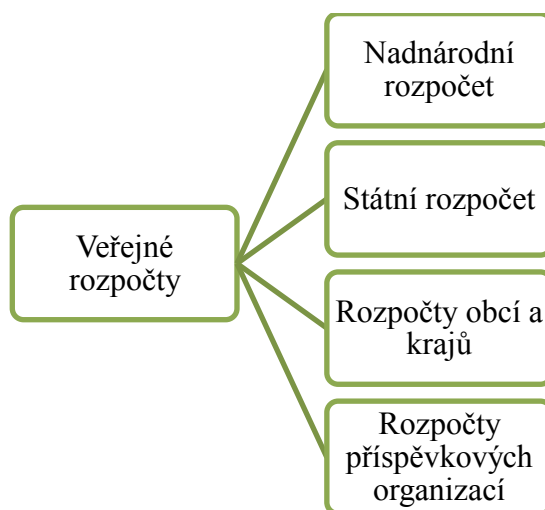 Nadnárodní
rozpočet
Státní rozpočet
Veřejné
rozpočty
Rozpočty obcí a
krajů
Rozpočty
příspěvkových
organizací